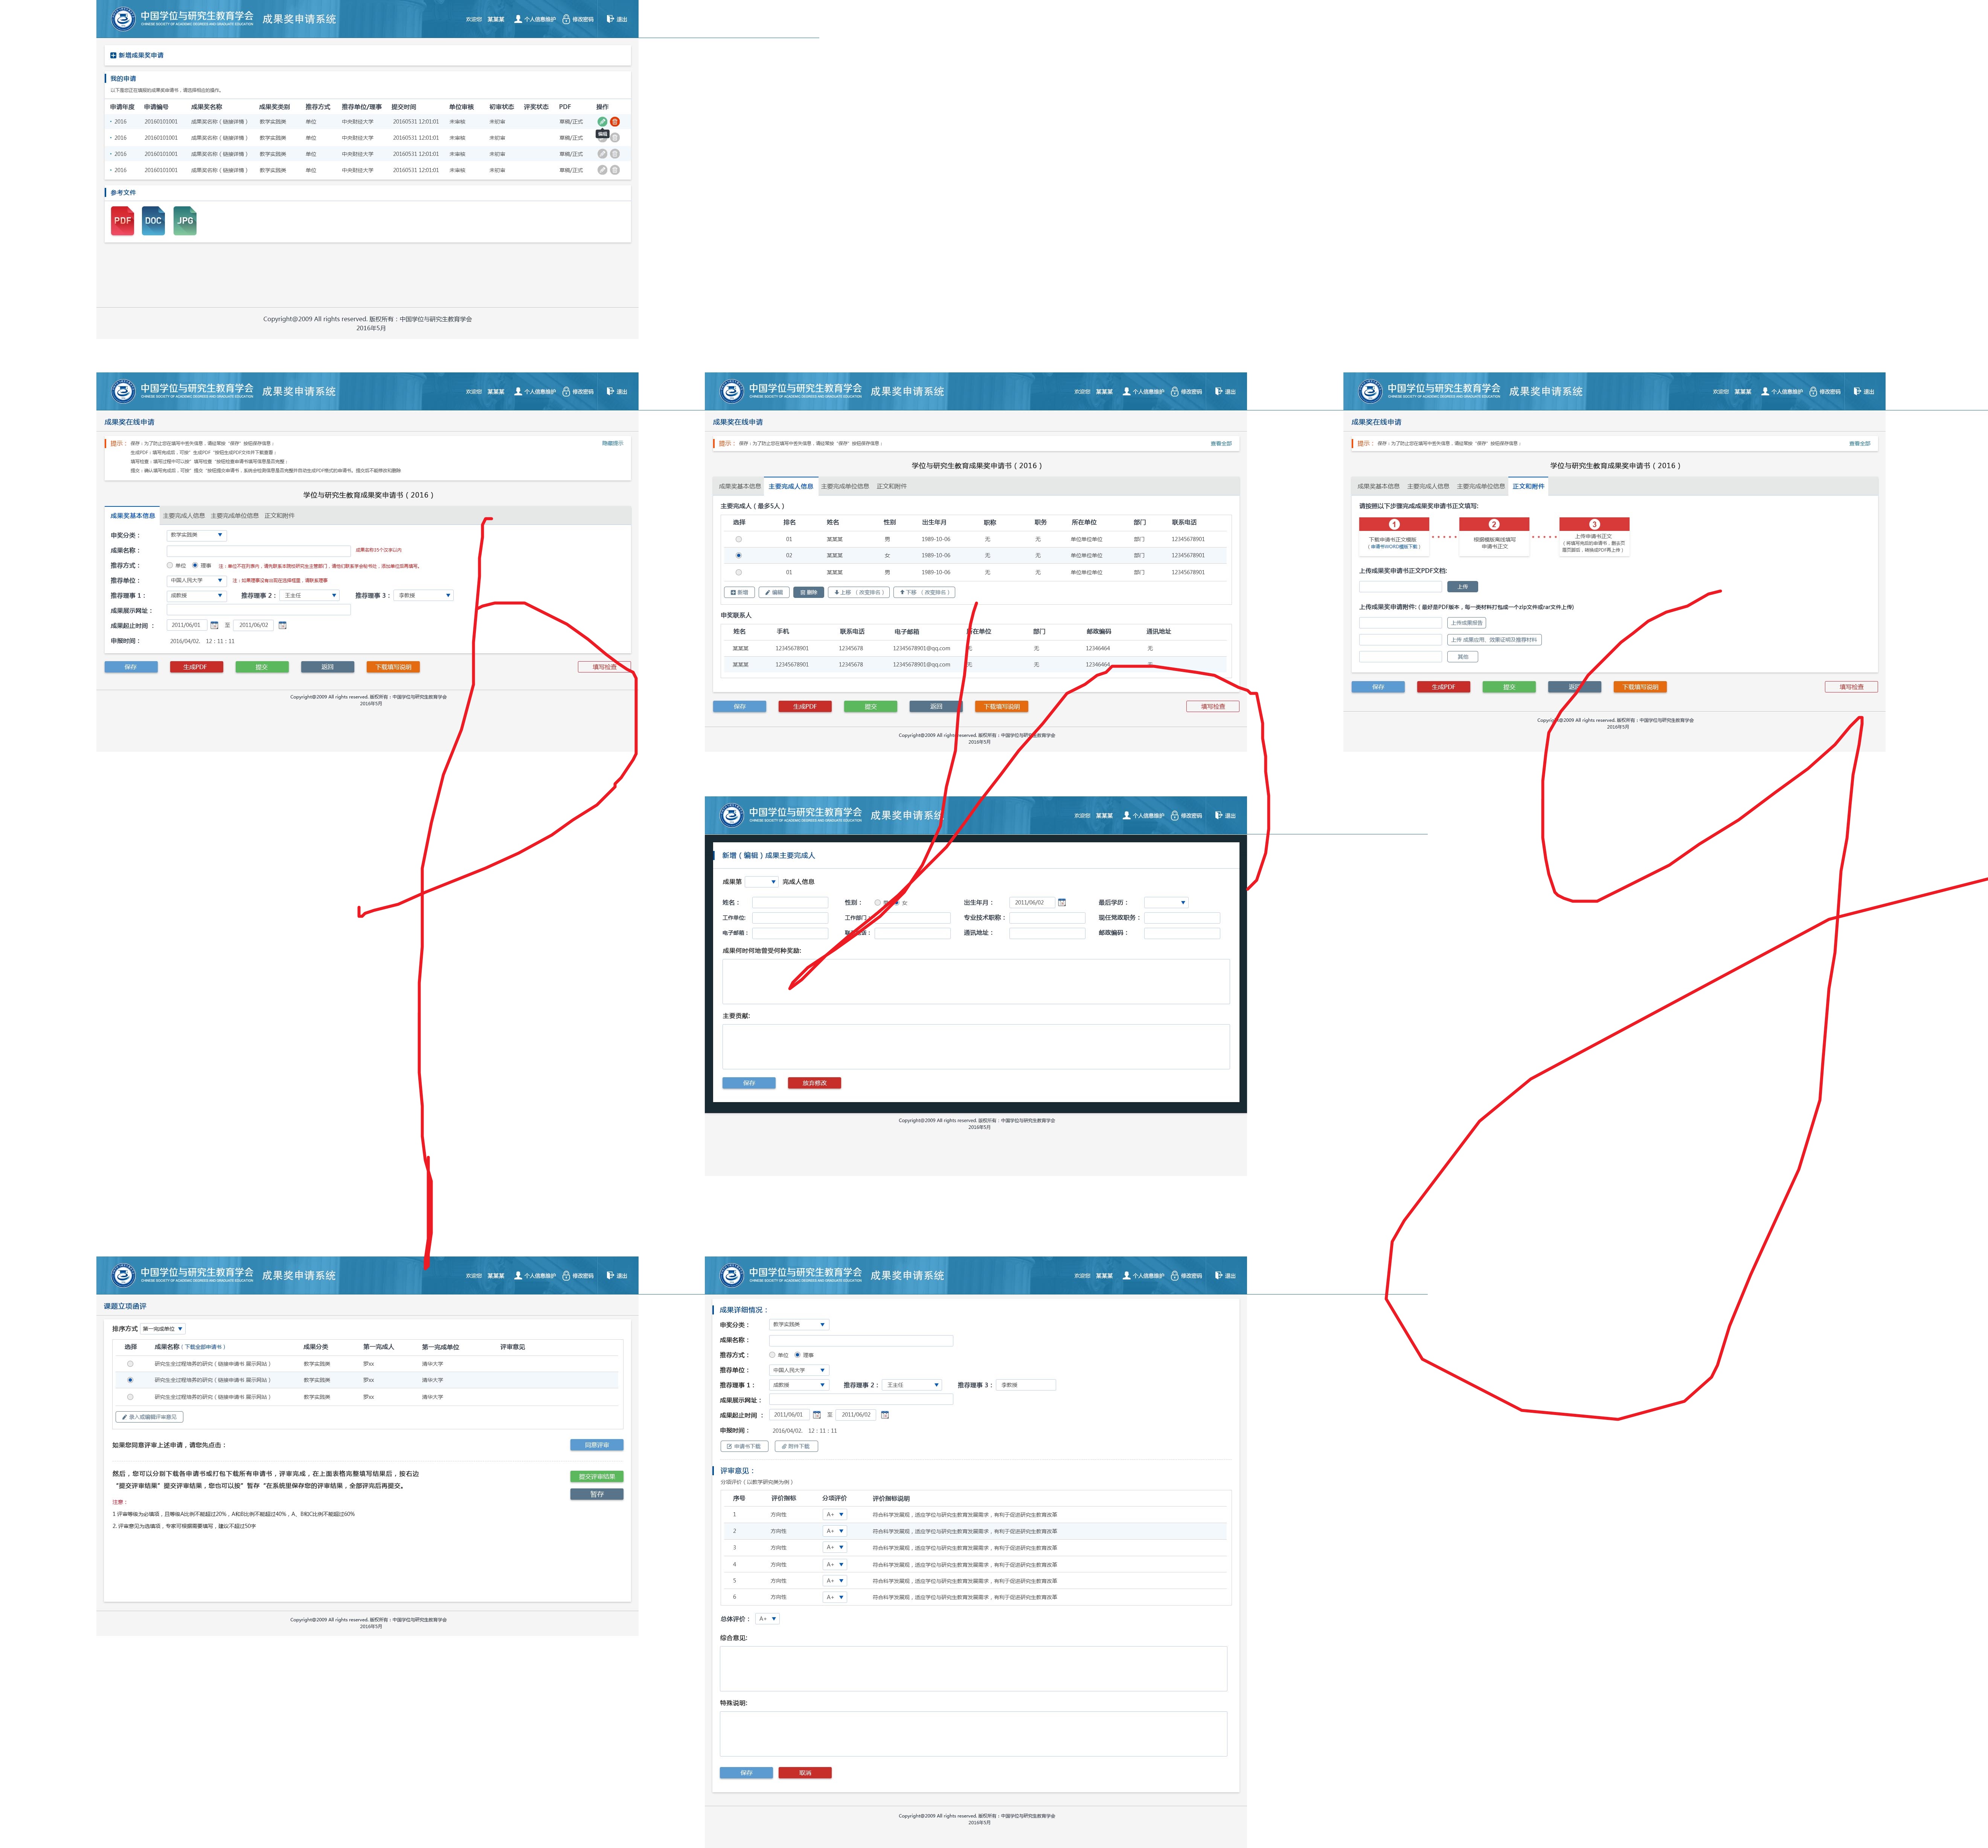 中国学位与研究生教育学会 成果奖申请系统 欢迎您 某某某 个人信息维护 修改密码 退出
CHINESE SOCIETY OF ACADEMIC DEGREES AND GRADUATE EDUCATION
新增成果奖申请
我的申请
申请年度 申请编号 成果奖名称 成果奖类别 推荐方式 推荐单位/理事 提交时间 单位审核 初审状态 评奖状态 PDF 操作
2016 20160101001 成果奖名称（链接详情） 教学实践类 单位 中央财经大学 20160531 12:01:01 未审核 未初审 草稿/正式
编辑
2016 20160101001 成果奖名称（链接详情） 教学实践类 单位 中央财经大学 20160531 12:01:01 未审核 未初审 草稿/正式
2016 20160101001 成果奖名称（链接详情） 教学实践类 单位 中央财经大学 20160531 12:01:01 未审核 未初审 草稿/正式
2016 20160101001 成果奖名称（链接详情） 教学实践类 单位 中央财经大学 20160531 12:01:01 未审核 未初审 草稿/正式
参考文件
PDF DOC JPG
Copyright@2009 All rights reserved. 版权所有：中国学位与研究生教育学会
2016年5月
中国学位与研究生教育学会 成果奖申请系统 欢迎您 某某某 个人信息维护 修改密码 退出
CHINESE SOCIETY OF ACADEMIC DEGREES AND GRADUATE EDUCATION
成果奖在线申请
提示： 保存：为了防止您在填写中丢失信息，请经常按“保存”按钮保存信息； 隐藏提示
生成PDF：填写完成后，可按“生成PDF”按钮生成PDF文件并下载查看；
填写检查：填写过程中可以按“填写检查”按钮检查申请书填写信息是否完整；
提交：确认填写完成后，可按“提交”按钮提交申请书，系统会检测信息是否完整并自动生成PDF格式的申请书。提交后不能修改和删除
学位与研究生教育成果奖申请书（2016）
成果奖基本信息 主要完成人信息 主要完成单位信息 正文和附件
申奖分类： 教学实践类
成果名称： 成果名称35个汉字以内
推荐方式： 单位 理事
推荐单位： 中国人民大学 注：如果理事没有出现在选择框里，请联系理事
推荐理事 1： 成教授 推荐理事 2： 王主任 推荐理事 3： 李教授
成果展示网址：
成果起止时间： 2011/06/01 至 2011/06/02
申报时间： 2016/04/02. 12：11：11
保存 生成PDF 提交 返回 下载填写说明 填写检查
Copyright@2009 All rights reserved. 版权所有：中国学位与研究生教育学会
2016年5月
中国学位与研究生教育学会 成果奖申请系统 欢迎您 某某某 个人信息维护 修改密码 退出
CHINESE SOCIETY OF ACADEMIC DEGREES AND GRADUATE EDUCATION
成果奖在线申请
提示： 保存：为了防止您在填写中丢失信息，请经常按“保存”按钮保存信息； 查看全部
学位与研究生教育成果奖申请书（2016）
成果奖基本信息 主要完成人信息 主要完成单位信息 正文和附件
主要完成人（最多5人）
选择 排名 姓名 性别 出生年月 职称 职务 所在单位 部门 联系电话
01 某某某 男 1989-10-06 无 无 单位单位单位 部门 12345678901
02 某某某 女 1989-10-06 无 无 单位单位单位 部门 12345678901
01 某某某 男 1989-10-06 无 无 单位单位单位 部门 12345678901
新增 编辑 删除 上移 （改变排名） 下移 （改变排名）
申奖联系人
姓名 手机 联系电话 电子邮箱 所在单位 部门 邮政编码 通讯地址
某某某 12345678901 12345678 12345678901@qq.com 无 无 12346464 无
某某某 12345678901 12345678 12345678901@qq.com 无 无 12346464 无
保存 生成PDF 提交 返回 下载填写说明 填写检查
Copyright@2009 All rights reserved. 版权所有：中国学位与研究生教育学会
2016年5月
中国学位与研究生教育学会 成果奖申请系统 欢迎您 某某某 个人信息维护 修改密码 退出
CHINESE SOCIETY OF ACADEMIC DEGREES AND GRADUATE EDUCATION
成果奖在线申请
提示： 保存：为了防止您在填写中丢失信息，请经常按“保存”按钮保存信息； 查看全部
学位与研究生教育成果奖申请书（2016）
成果奖基本信息 主要完成人信息 主要完成单位信息 正文和附件
请按照以下步骤完成成果奖申请书正文填写：
1 2 3
下载申请书正文模版
（申请书WORD模版下载）
根据模版离线填写
申请书正文
上传申请书正文
上传成果奖申请书正文PDF文档：
上传
上传成果奖申请附件:（最好是PDF版本，每一类材料打包成一个zip文件或rar文件上传）
上传成果报告
上传 成果应用、效果证明及推荐材料
其他
保存 生成PDF 提交 返回 下载填写说明 填写检查
Copyright@2009 All rights reserved. 版权所有：中国学位与研究生教育学会
2016年5月
中国学位与研究生教育学会 成果奖申请系统 欢迎您 某某某 个人信息维护 修改密码 退出
CHINESE SOCIETY OF ACADEMIC DEGREES AND GRADUATE EDUCATION
新增（编辑）成果主要完成人
成果第 完成人信息
姓名： 性别： 男 女 出生年月： 2011/06/02 最后学历：
工作单位: 工作部门： 专业技术职称： 现任党政职务：
电子邮箱： 联系电话： 通讯地址： 邮政编码：
成果何时何地曾受何种奖励:
主要贡献:
保存 放弃修改
Copyright@2009 All rights reserved. 版权所有：中国学位与研究生教育学会
2016年5月
中国学位与研究生教育学会 成果奖申请系统 欢迎您 某某某 个人信息维护 修改密码 退出
CHINESE SOCIETY OF ACADEMIC DEGREES AND GRADUATE EDUCATION
课题立项函评
排序方式 第一完成单位
选择 成果名称（下载全部申请书） 成果分类 第一完成人 第一完成单位 评审意见
研究生全过程培养的研究（链接申请书 展示网站） 教学实践类 罗xx 清华大学
研究生全过程培养的研究（链接申请书 展示网站） 教学实践类 罗xx 清华大学
研究生全过程培养的研究（链接申请书 展示网站） 教学实践类 罗xx 清华大学
录入或编辑评审意见
如果您同意评审上述申请，请您先点击： 同意评审
然后，您可以分别下载各申请书或打包下载所有申请书，评审完成，在上面表格完整填写结果后，按右边
“提交评审结果”提交评审结果，您也可以按”暂存“在系统里保存您的评审结果，全部评完后再提交。
提交评审结果
暂存
注意：
1 评审等级为必填项，且等级A比例不能超过20%，A和B比例不能超过40%，A、B和C比例不能超过60%
2. 评审意见为选填项，专家可根据需要填写，建议不超过50字
Copyright@2009 All rights reserved. 版权所有：中国学位与研究生教育学会
2016年5月
中国学位与研究生教育学会 成果奖申请系统 欢迎您 某某某 个人信息维护 修改密码 退出
CHINESE SOCIETY OF ACADEMIC DEGREES AND GRADUATE EDUCATION
成果详细情况：
申奖分类： 教学实践类
成果名称：
推荐方式： 单位 理事
推荐单位： 中国人民大学
推荐理事 1： 成教授 推荐理事 2： 王主任 推荐理事 3： 李教授
成果展示网址：
成果起止时间： 2011/06/01 至 2011/06/02
申报时间： 2016/04/02. 12：11：11
申请书下载 附件下载
评审意见：
分项评价（以教学研究类为例）
序号 评价指标 分项评价 评价指标说明
1 方向性 A+ 符合科学发展观，适应学位与研究生教育发展需求，有利于促进研究生教育改革
2 方向性 A+ 符合科学发展观，适应学位与研究生教育发展需求，有利于促进研究生教育改革
3 方向性 A+ 符合科学发展观，适应学位与研究生教育发展需求，有利于促进研究生教育改革
4 方向性 A+ 符合科学发展观，适应学位与研究生教育发展需求，有利于促进研究生教育改革
5 方向性 A+ 符合科学发展观，适应学位与研究生教育发展需求，有利于促进研究生教育改革
6 方向性 A+ 符合科学发展观，适应学位与研究生教育发展需求，有利于促进研究生教育改革
总体评价： A+
综合意见:
特殊说明:
保存 取消
Copyright@2009 All rights reserved. 版权所有：中国学位与研究生教育学会
2016年5月